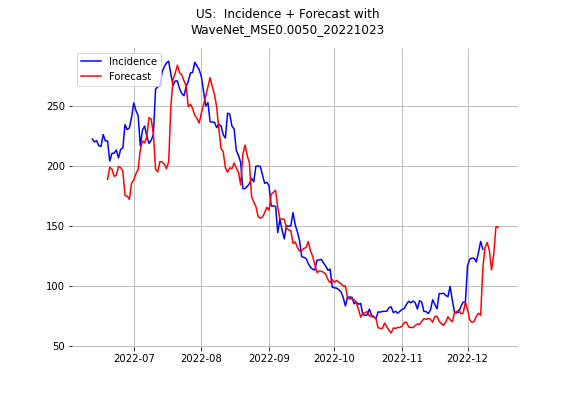 US:  Incidence + Forecast with
WaveNet_MSE0.0050_20221023
Incidence
Forecast
250
200
150
100
50
2022-07
2022-08
2022-09
2022-10
2022-11
2022-12